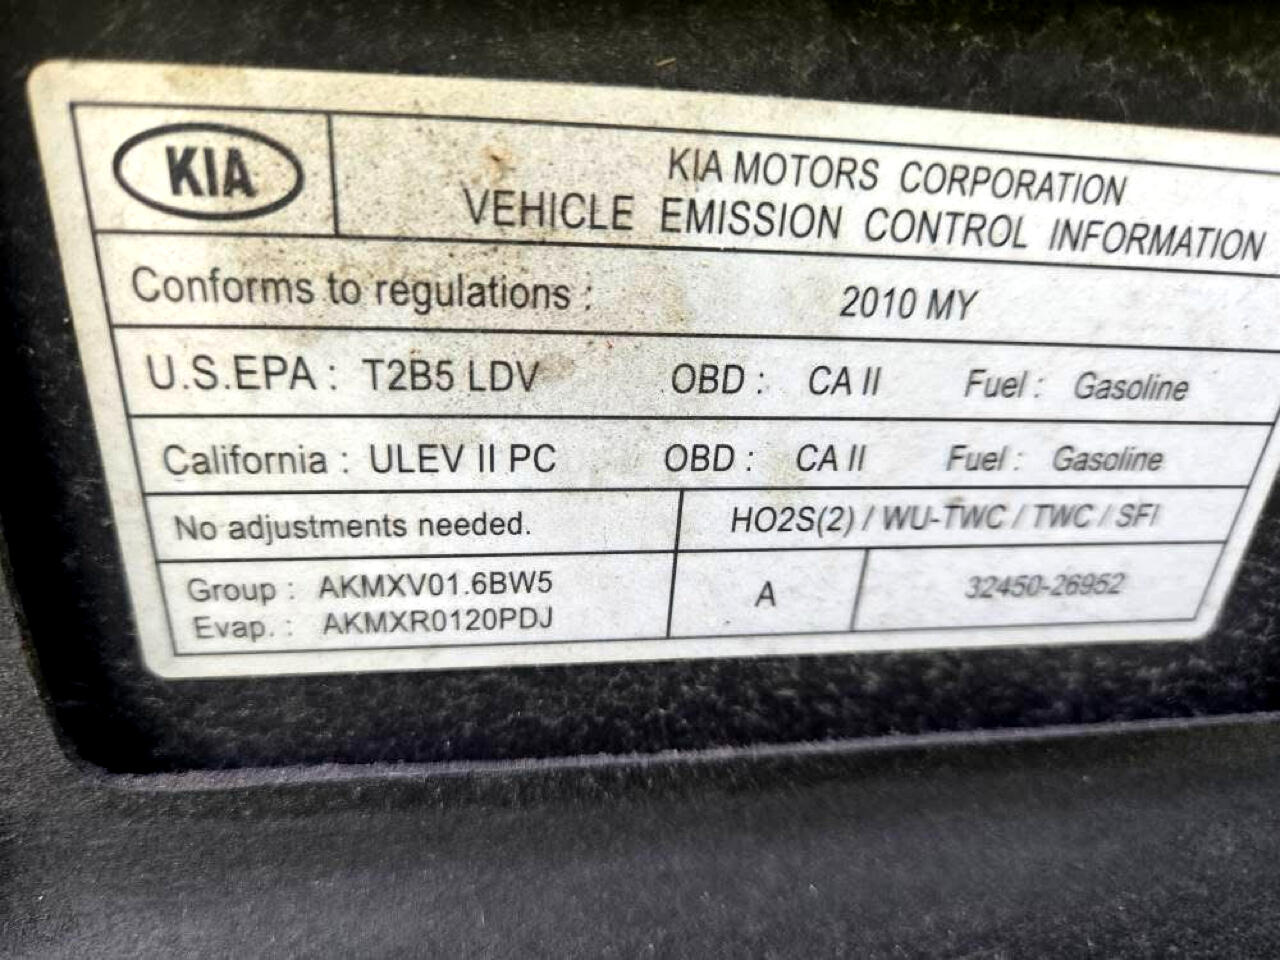 KIA
KIA MOTORS CORPORATION
VEHICLE EMISSION CONTROL INFORMATION
Conforms to regulations : 2010 MY
U.S.EPA : T2B5 LDV OBD : CA II Fuel : Gasoline
California : ULEV II PC OBD : CA II Fuel : Gasoline
No adjustments needed. HO2S(2) / WU-TWC / TWC / SFI
Group : AKMXV01.6BW5 A 32450-26952
Evap. : AKMXR0120PDJ